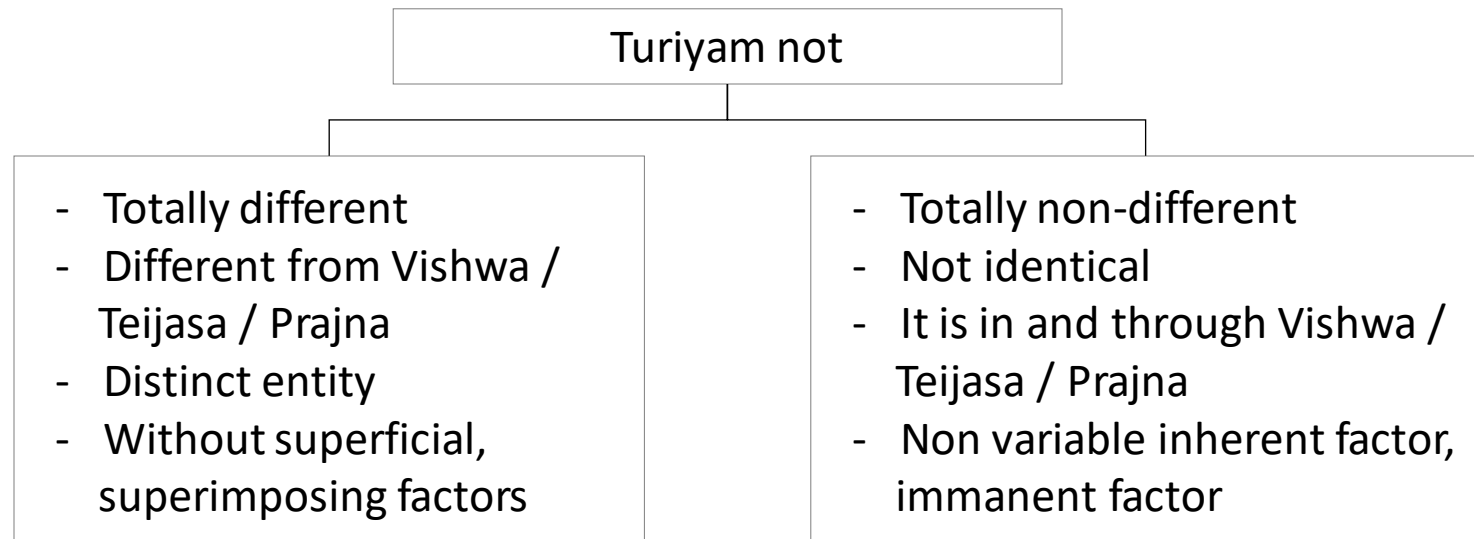 Turiyam not
- Totally different
- Different from Vishwa /
Teijasa / Prajna
- Distinct entity
- Without superficial,
superimposing factors
- Totally non-different
- Not identical
- It is in and through Vishwa /
Teijasa / Prajna
- Non variable inherent factor,
immanent factor